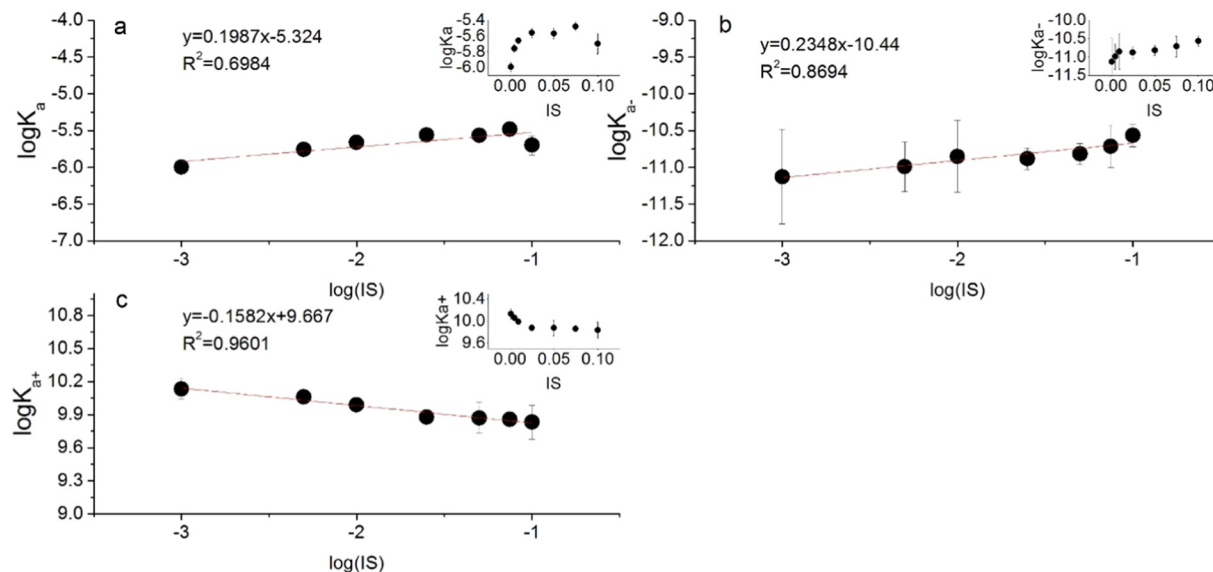 a
y=0.1987x-5.324
R²=0.6984
logKₐ
-4.0
-4.5
-5.0
-5.5
-6.0
-6.5
-7.0
-3
-2
-1
log(IS)
logKa
-5.4
-5.6
-5.8
-6.0
0.00 0.05 0.10
IS
b
y=0.2348x-10.44
R²=0.8694
logKₐ₋
-9.0
-9.5
-10.0
-10.5
-11.0
-11.5
-12.0
-3
-2
-1
log(IS)
logKa-
-10.0
-10.5
-11.0
-11.5
0.00 0.05 0.10
IS
c
y=-0.1582x+9.667
R²=0.9601
logKₐ₊
10.8
10.5
10.2
9.9
9.6
9.3
9.0
-3
-2
-1
log(IS)
logKa+
10.4
10.0
9.6
0.00 0.05 0.10
IS